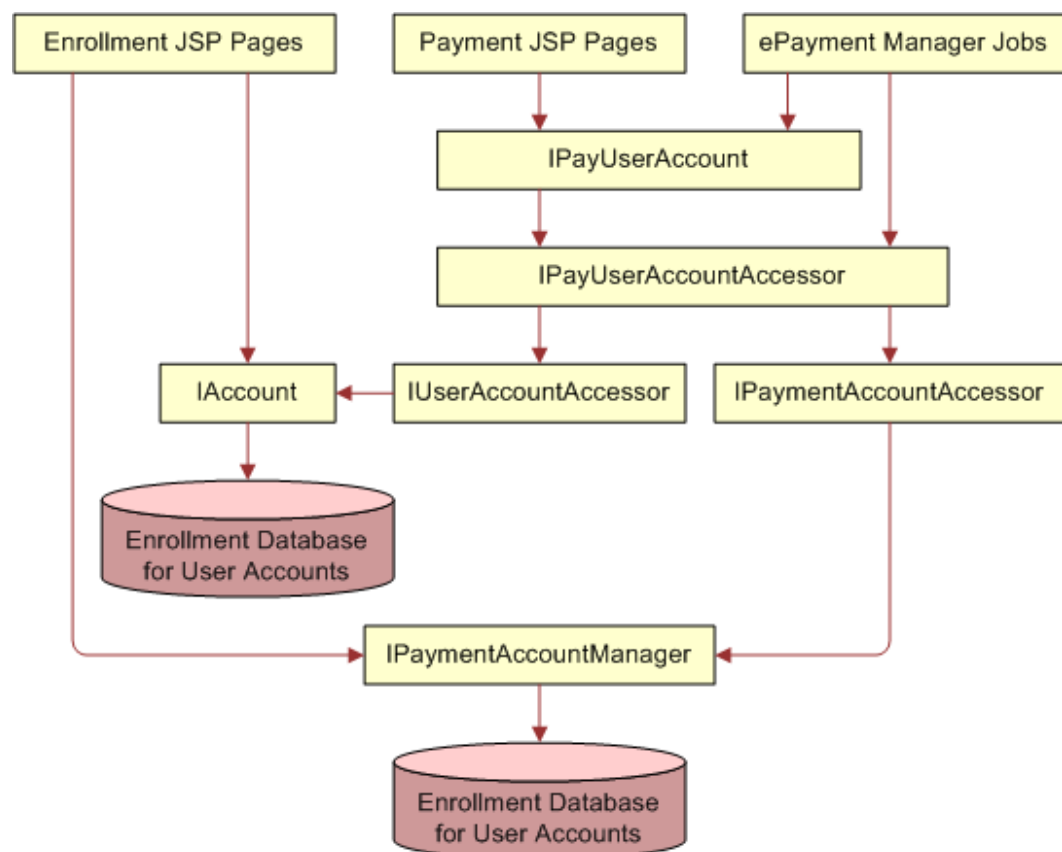 Enrollment JSP Pages
Payment JSP Pages
ePayment Manager Jobs
IPayUserAccount
IPayUserAccountAccessor
IAccount
IUserAccountAccessor
IPaymentAccountAccessor
Enrollment Database
for User Accounts
IPaymentAccountManager
Enrollment Database
for User Accounts